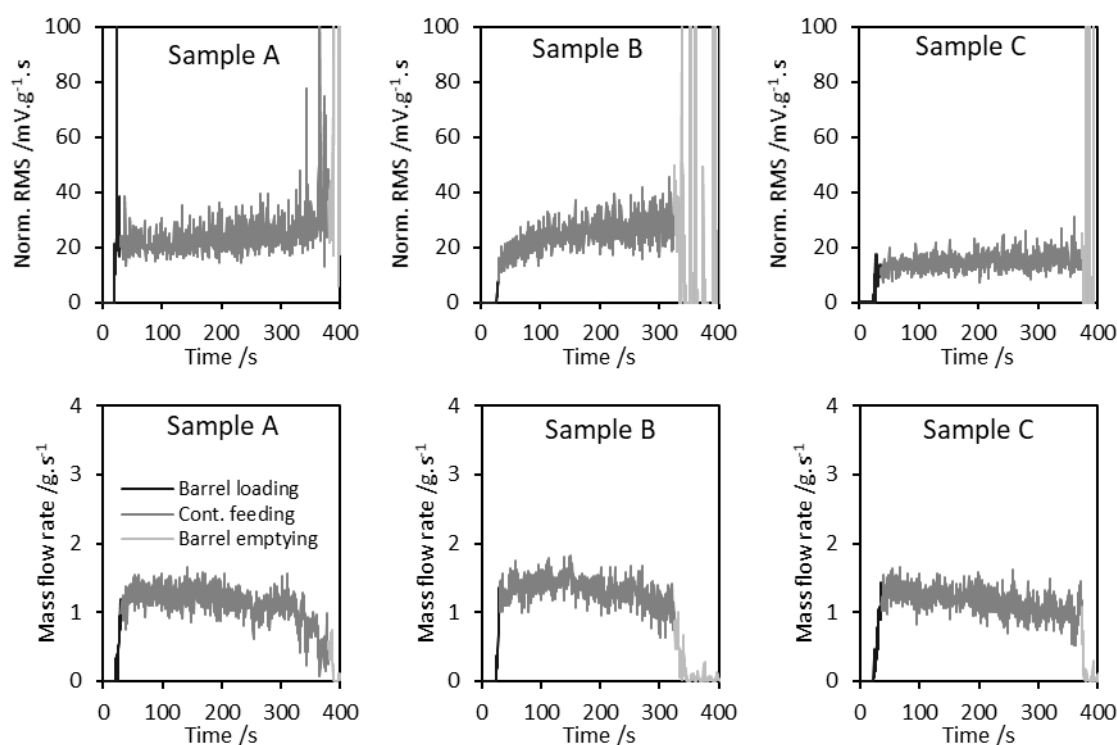 Sample A
Norm. RMS /mV.g⁻¹.s
100
80
60
40
20
0
0 100 200 300 400
Time /s
Sample B
Norm. RMS /mV.g⁻¹.s
100
80
60
40
20
0
0 100 200 300 400
Time /s
Sample C
Norm. RMS /mV.g⁻¹.s
100
80
60
40
20
0
0 100 200 300 400
Time /s
Sample A
Mass flow rate /g.s⁻¹
4
3
2
1
0
Barrel loading
Cont. feeding
Barrel emptying
0 100 200 300 400
Time /s
Sample B
Mass flow rate /g.s⁻¹
4
3
2
1
0
0 100 200 300 400
Time /s
Sample C
Mass flow rate /g.s⁻¹
4
3
2
1
0
0 100 200 300 400
Time /s